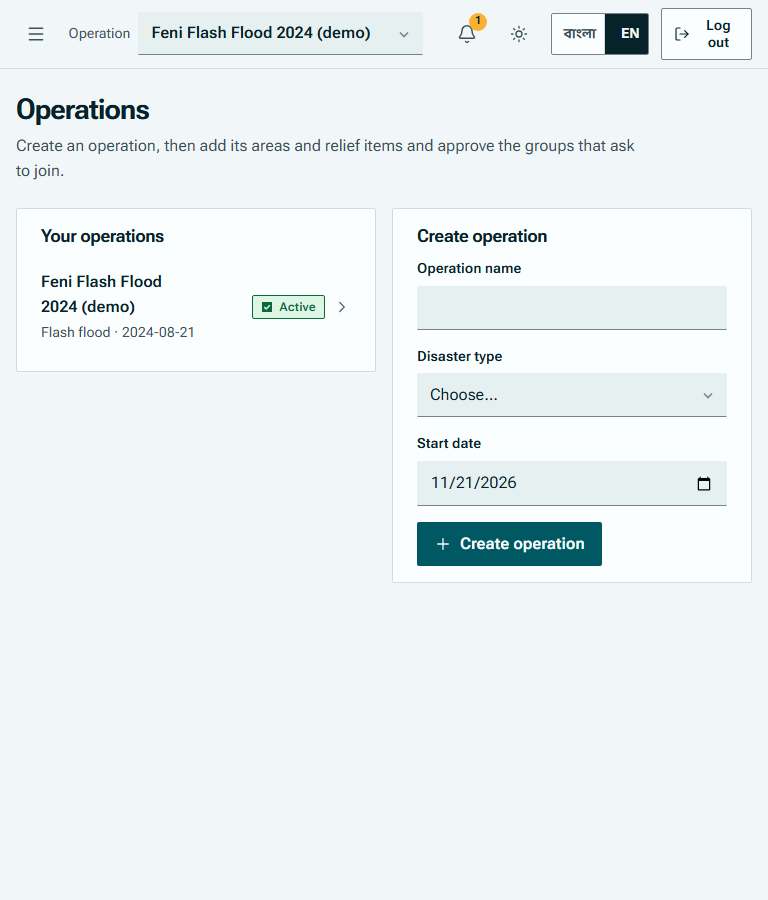 Operation
Feni Flash Flood 2024 (demo)
1
বাংলা
EN
Log
out
Operations
Create an operation, then add its areas and relief items and approve the groups that ask
to join.
Your operations
Feni Flash Flood
2024 (demo)
Flash flood · 2024-08-21
Active
Create operation
Operation name
Disaster type
Choose...
Start date
11/21/2026
Create operation